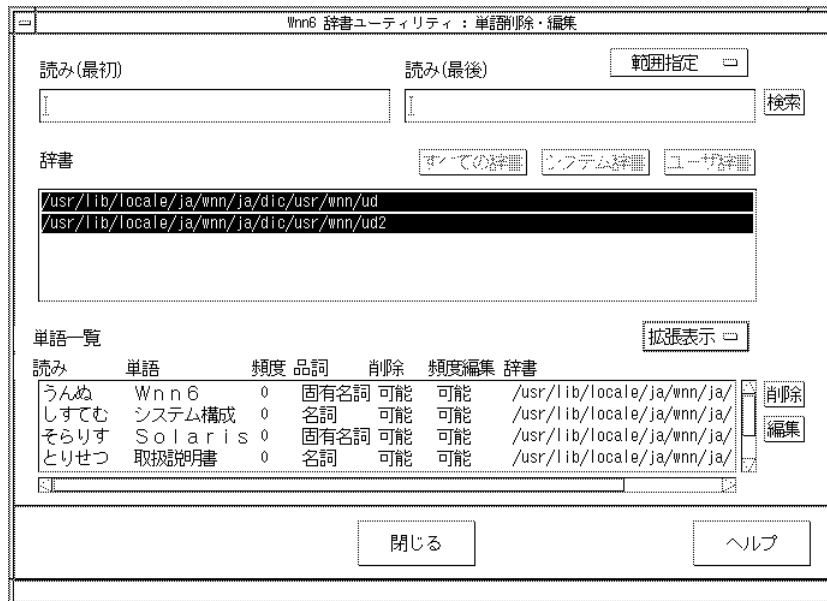 Wnn6 辞書ユーティリティ : 単語削除・編集
読み(最初) 読み(最後) 範囲指定
検索
辞書 すべての辞書 システム辞書 ユーザ辞書
/usr/lib/locale/ja/wnn/ja/dic/usr/wnn/ud
/usr/lib/locale/ja/wnn/ja/dic/usr/wnn/ud2
単語一覧 拡張表示
読み 単語 頻度 品詞 削除 頻度編集 辞書
うんぬ Ｗｎｎ６ 0 固有名詞 可能 可能 /usr/lib/locale/ja/wnn/ja/ 削除
しすてむ システム構成 0 名詞 可能 可能 /usr/lib/locale/ja/wnn/ja/
そらりす Ｓｏｌａｒｉｓ 0 固有名詞 可能 可能 /usr/lib/locale/ja/wnn/ja/ 編集
とりせつ 取扱説明書 0 名詞 可能 可能 /usr/lib/locale/ja/wnn/ja/
閉じる ヘルプ